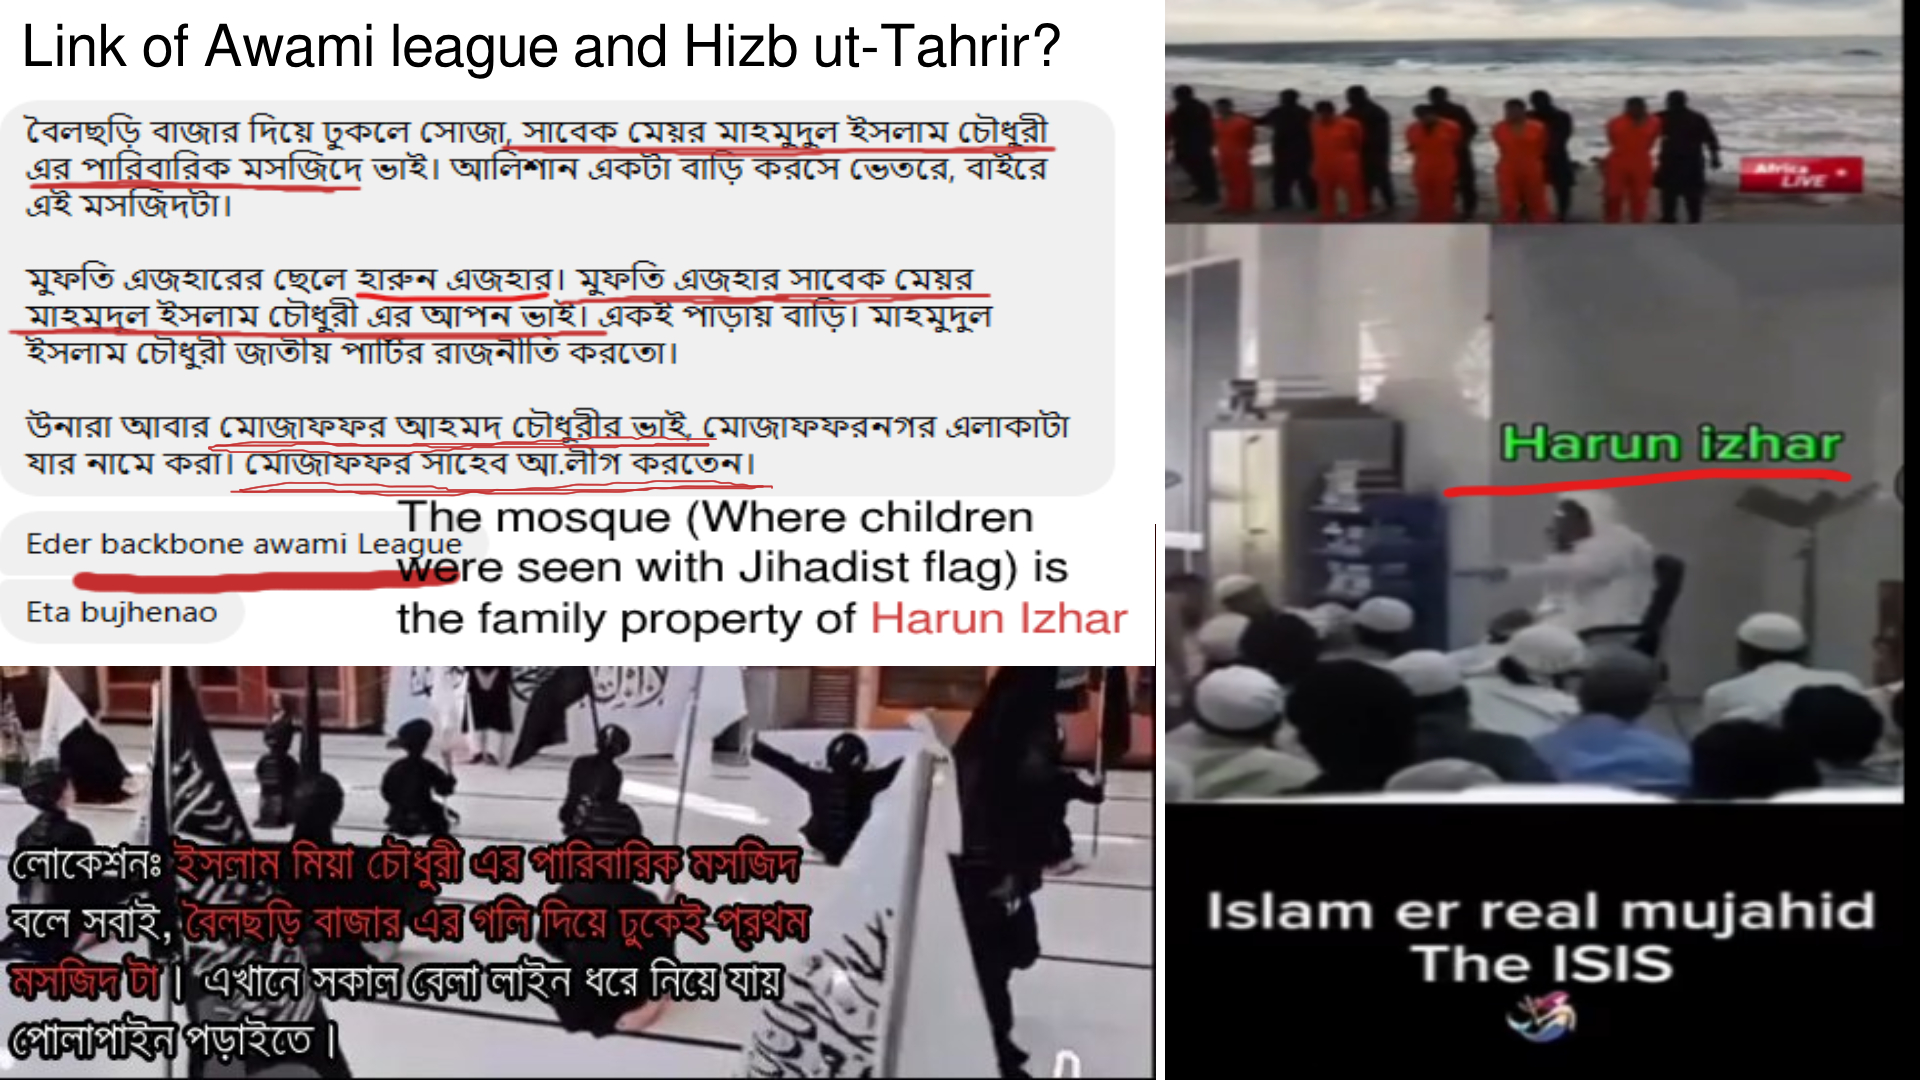 Link of Awami league and Hizb ut-Tahrir?
বৈলছড়ি বাজার দিয়ে ঢুকলে সোজা, সাবেক মেয়র মাহমুদুল ইসলাম চৌধুরী
এর পারিবারিক মসজিদে ভাই। আলিশান একটা বাড়ি করসে ভেতরে, বাইরে
এই মসজিদটা।
মুফতি এজহারের ছেলে হারুন এজহার। মুফতি এজহার সাবেক মেয়র
মাহমুদুল ইসলাম চৌধুরী এর আপন ভাই। একই পাড়ায় বাড়ি। মাহমুদুল
ইসলাম চৌধুরী জাতীয় পার্টির রাজনীতি করতো।
উনারা আবার মোজাফফর আহমদ চৌধুরীর ভাই, মোজাফফরনগর এলাকাটা
যার নামে করা। মোজাফফর সাহেব আ.লীগ করতেন।
Eder backbone awami League
Eta bujhenao
The mosque (Where children
were seen with Jihadist flag) is
the family property of Harun Izhar
লোকেশনঃ ইসলাম মিয়া চৌধুরী এর পারিবারিক মসজিদ
বলে সবাই, বৈলছড়ি বাজার এর গলি দিয়ে ঢুকেই প্রথম
মসজিদ টা। এখানে সকাল বেলা লাইন ধরে নিয়ে যায়
পোলাপাইন পড়াইতে।
Africa
LIVE
Harun izhar
Islam er real mujahid
The ISIS